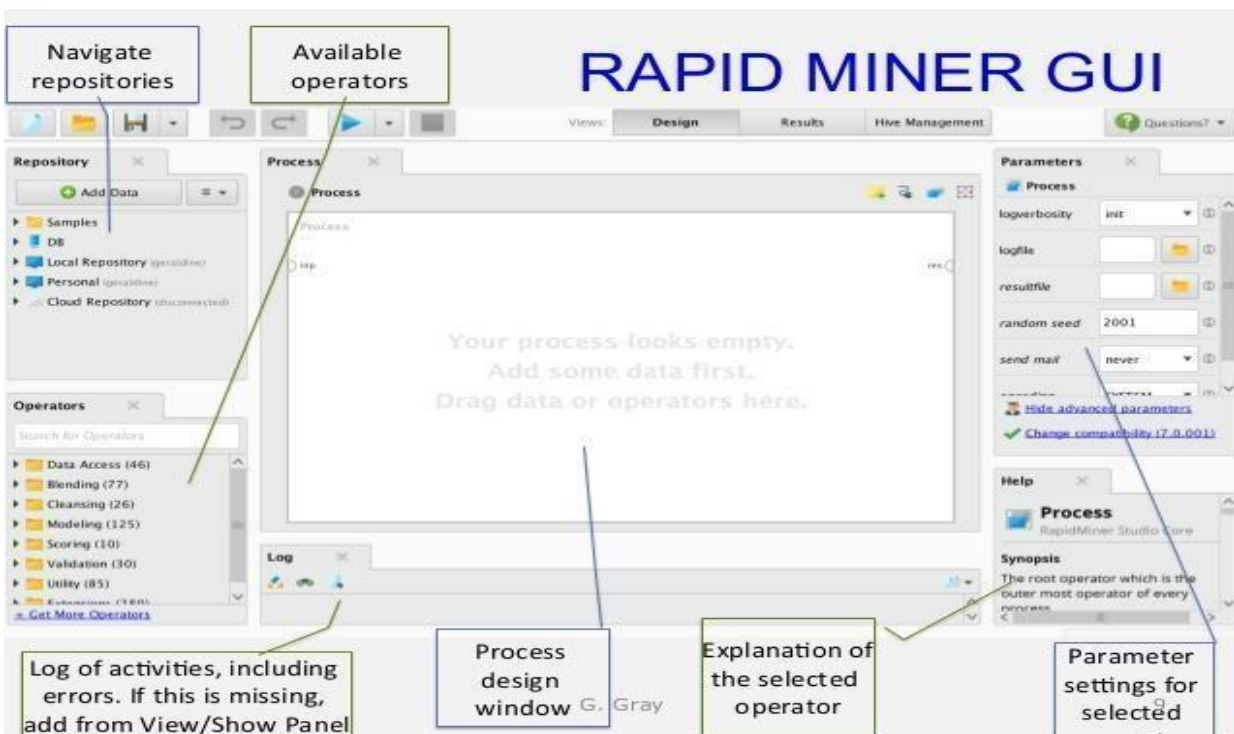 Navigate
repositories
Available
operators
RAPID MINER GUI
Views:
Design
Results
Hive Management
Questions?
Repository
Add Data
Samples
DB
Local Repository (geraldine)
Personal (geraldine)
Cloud Repository (disconnected)
Process
Process
Process
inp
res
Your process looks empty.
Add some data first.
Drag data or operators here.
Parameters
Process
logverbosity
init
logfile
resultfile
random seed
2001
send mail
never
Hide advanced parameters
Change compatibility (7.0.001)
Operators
Search for Operators
Data Access (46)
Blending (77)
Cleansing (26)
Modeling (125)
Scoring (10)
Validation (30)
Utility (85)
Get More Operators
Log
Help
Process
RapidMiner Studio Core
Synopsis
The root operator which is the
outer most operator of every
process
Log of activities, including
errors. If this is missing,
add from View/Show Panel
Process
design
window
G. Gray
Explanation of
the selected
operator
Parameter
settings for
selected
9